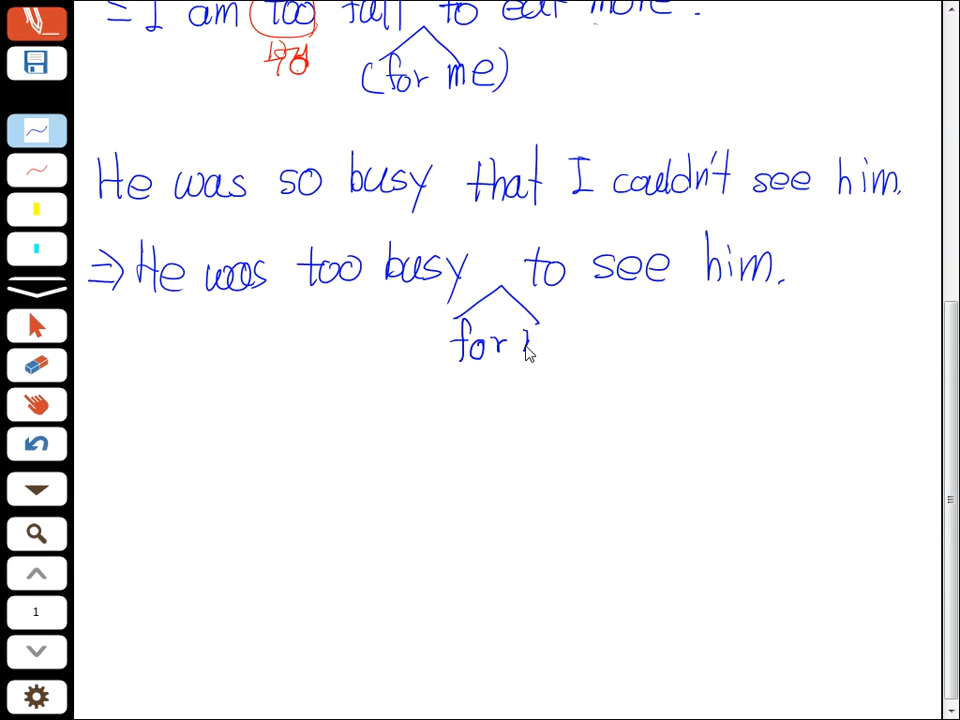 = I am too full to eat more.
(for me)
He was so busy that I couldn't see him.
⇒ He was too busy to see him.
for
1